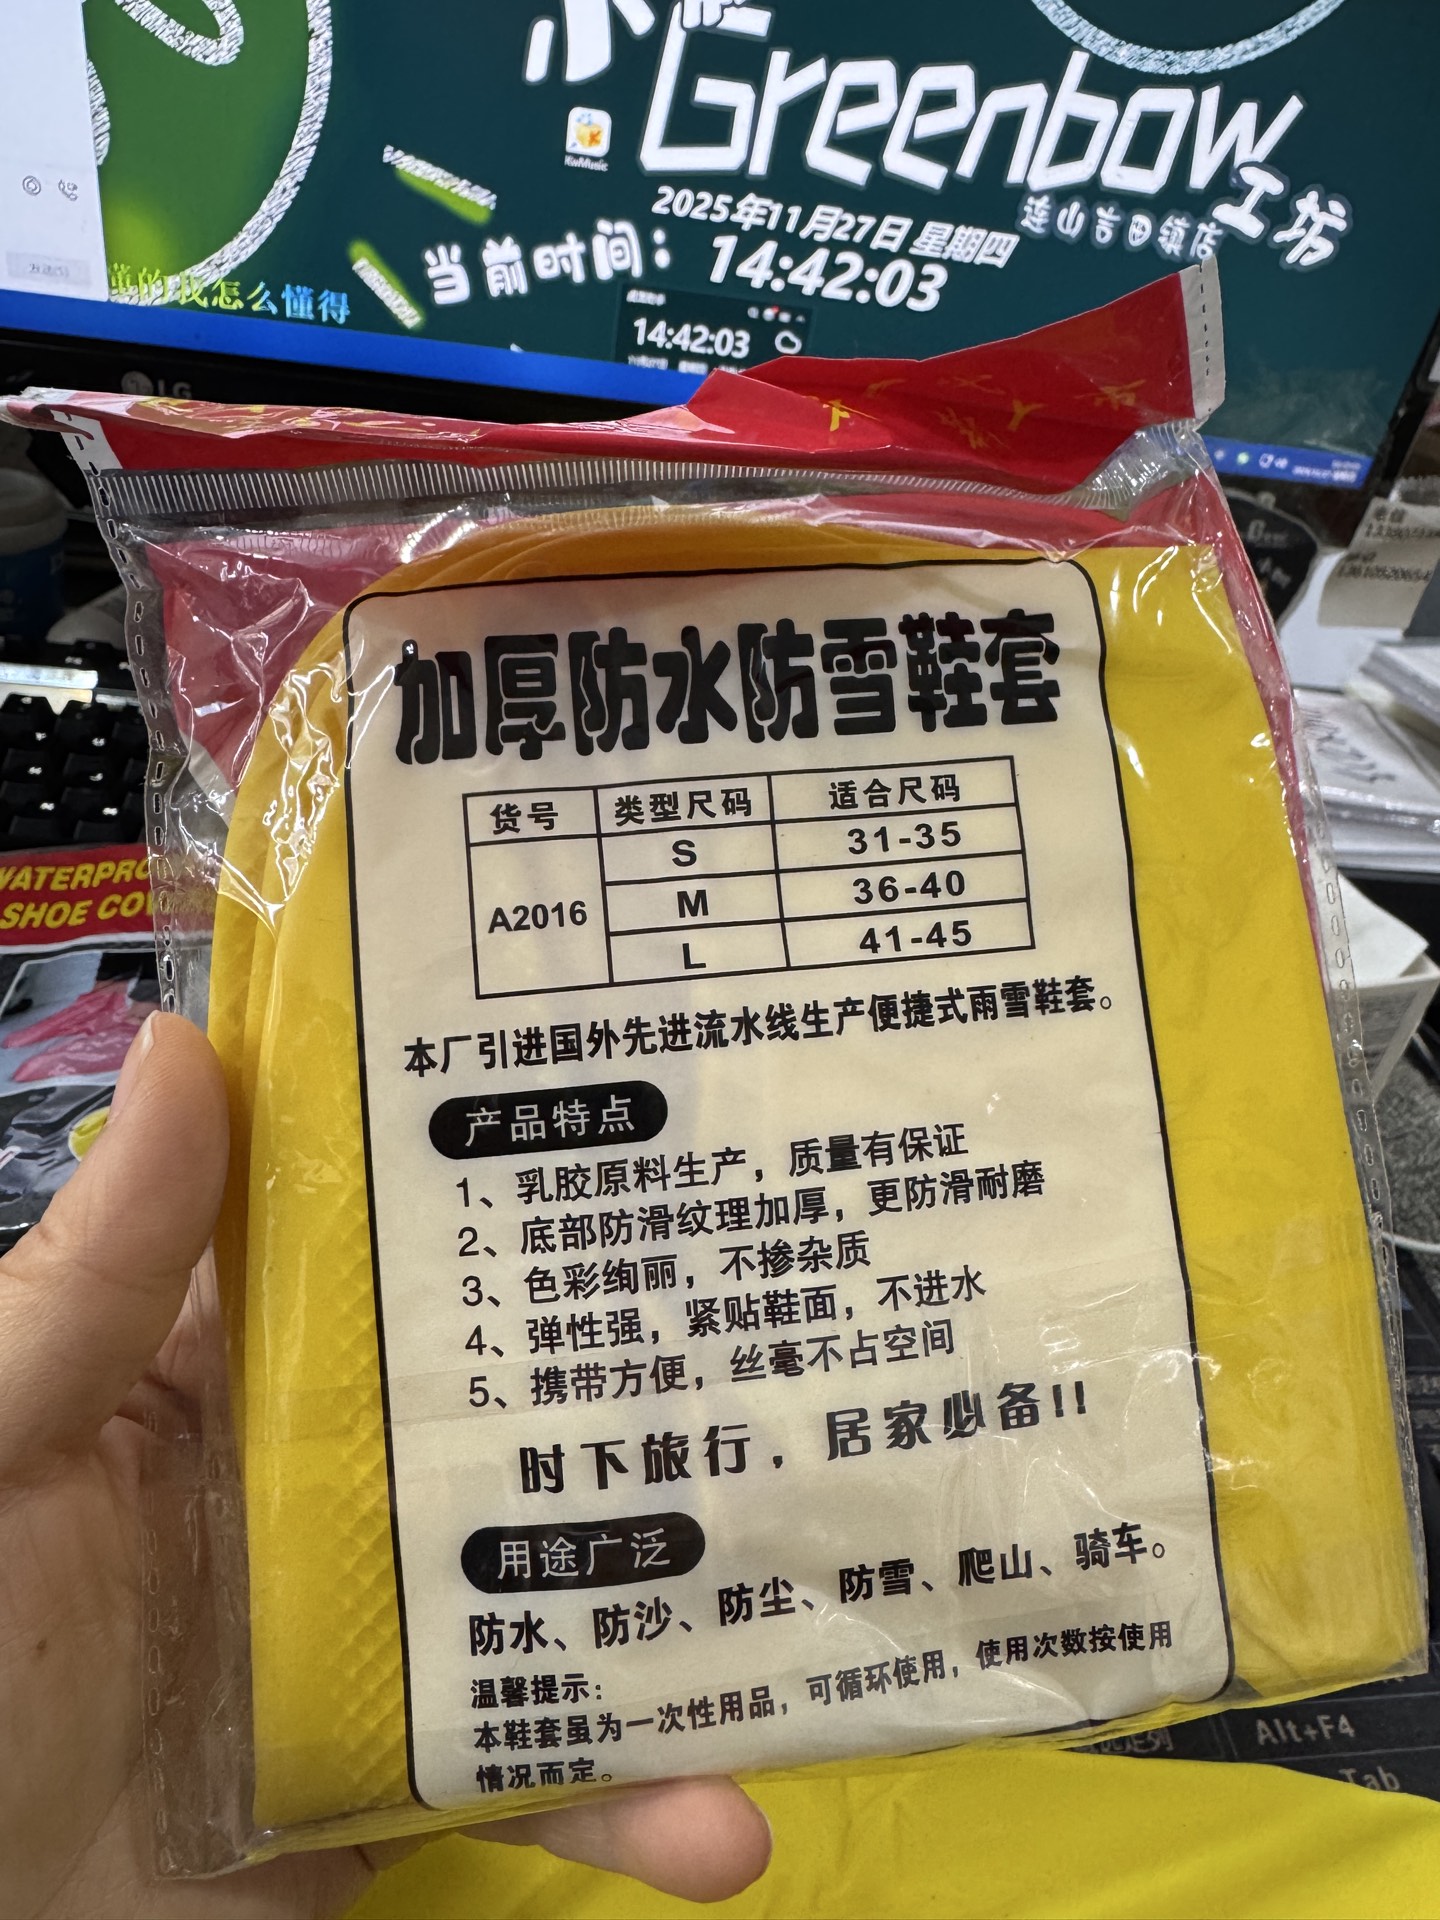 Greenbow
工坊
KwMusic
2025年11月27日 星期四
连山吉田镇店
当前时间：
14:42:03
14:42:03
怎么懂得
LG
WATERPRO
SHOE COV
加厚防水防雪鞋套
货号 类型尺码 适合尺码
A2016
S 31-35
M 36-40
L 41-45
本厂引进国外先进流水线生产便捷式雨雪鞋套。
产品特点
1、乳胶原料生产，质量有保证
2、底部防滑纹理加厚，更防滑耐磨
3、色彩绚丽，不掺杂质
4、弹性强，紧贴鞋面，不进水
5、携带方便，丝毫不占空间
时下旅行，居家必备!!
用途广泛
防水、防沙、防尘、防雪、爬山、骑车。
温馨提示：
本鞋套虽为一次性用品，可循环使用，使用次数按使用
情况而定。
Alt+F4
Tab